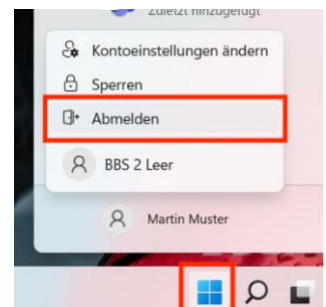 Zuletzt hinzugefügt
Kontoeinstellungen ändern
Sperren
Abmelden
BBS 2 Leer
Martin Muster